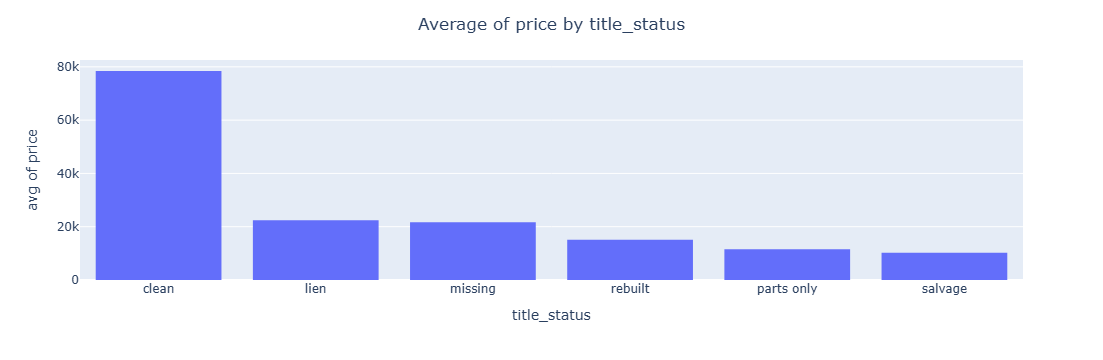 Average of price by title_status
avg of price
80k
60k
40k
20k
0
clean
lien
missing
rebuilt
parts only
salvage
title_status